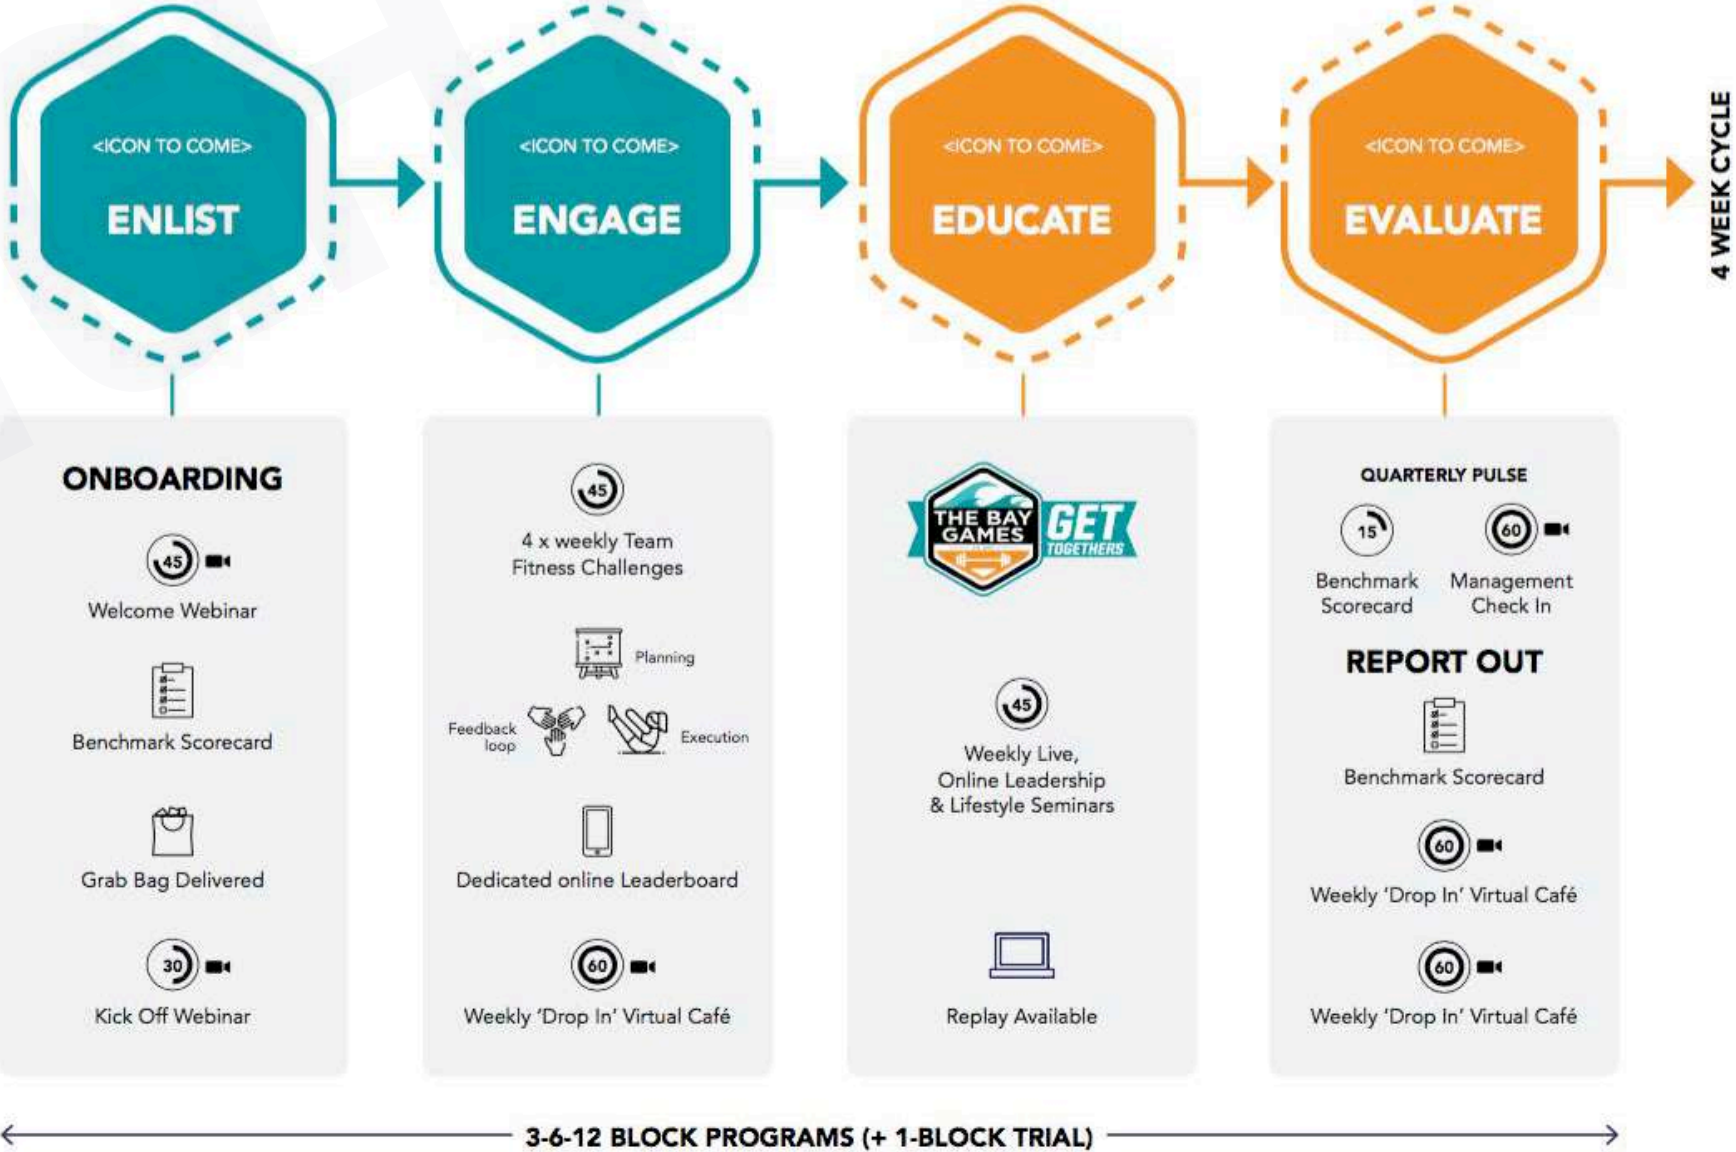 <ICON TO COME>
ENLIST
<ICON TO COME>
ENGAGE
<ICON TO COME>
EDUCATE
<ICON TO COME>
EVALUATE
4 WEEK CYCLE
ONBOARDING
45
Welcome Webinar
Benchmark Scorecard
Grab Bag Delivered
30
Kick Off Webinar
45
4 x weekly Team
Fitness Challenges
Planning
Feedback
loop
Execution
Dedicated online Leaderboard
60
Weekly ‘Drop In’ Virtual Café
THE BAY
GAMES
GET
TOGETHERS
45
Weekly Live,
Online Leadership
& Lifestyle Seminars
Replay Available
QUARTERLY PULSE
15
Benchmark
Scorecard
60
Management
Check In
REPORT OUT
Benchmark Scorecard
60
Weekly ‘Drop In’ Virtual Café
60
Weekly ‘Drop In’ Virtual Café
3-6-12 BLOCK PROGRAMS (+ 1-BLOCK TRIAL)